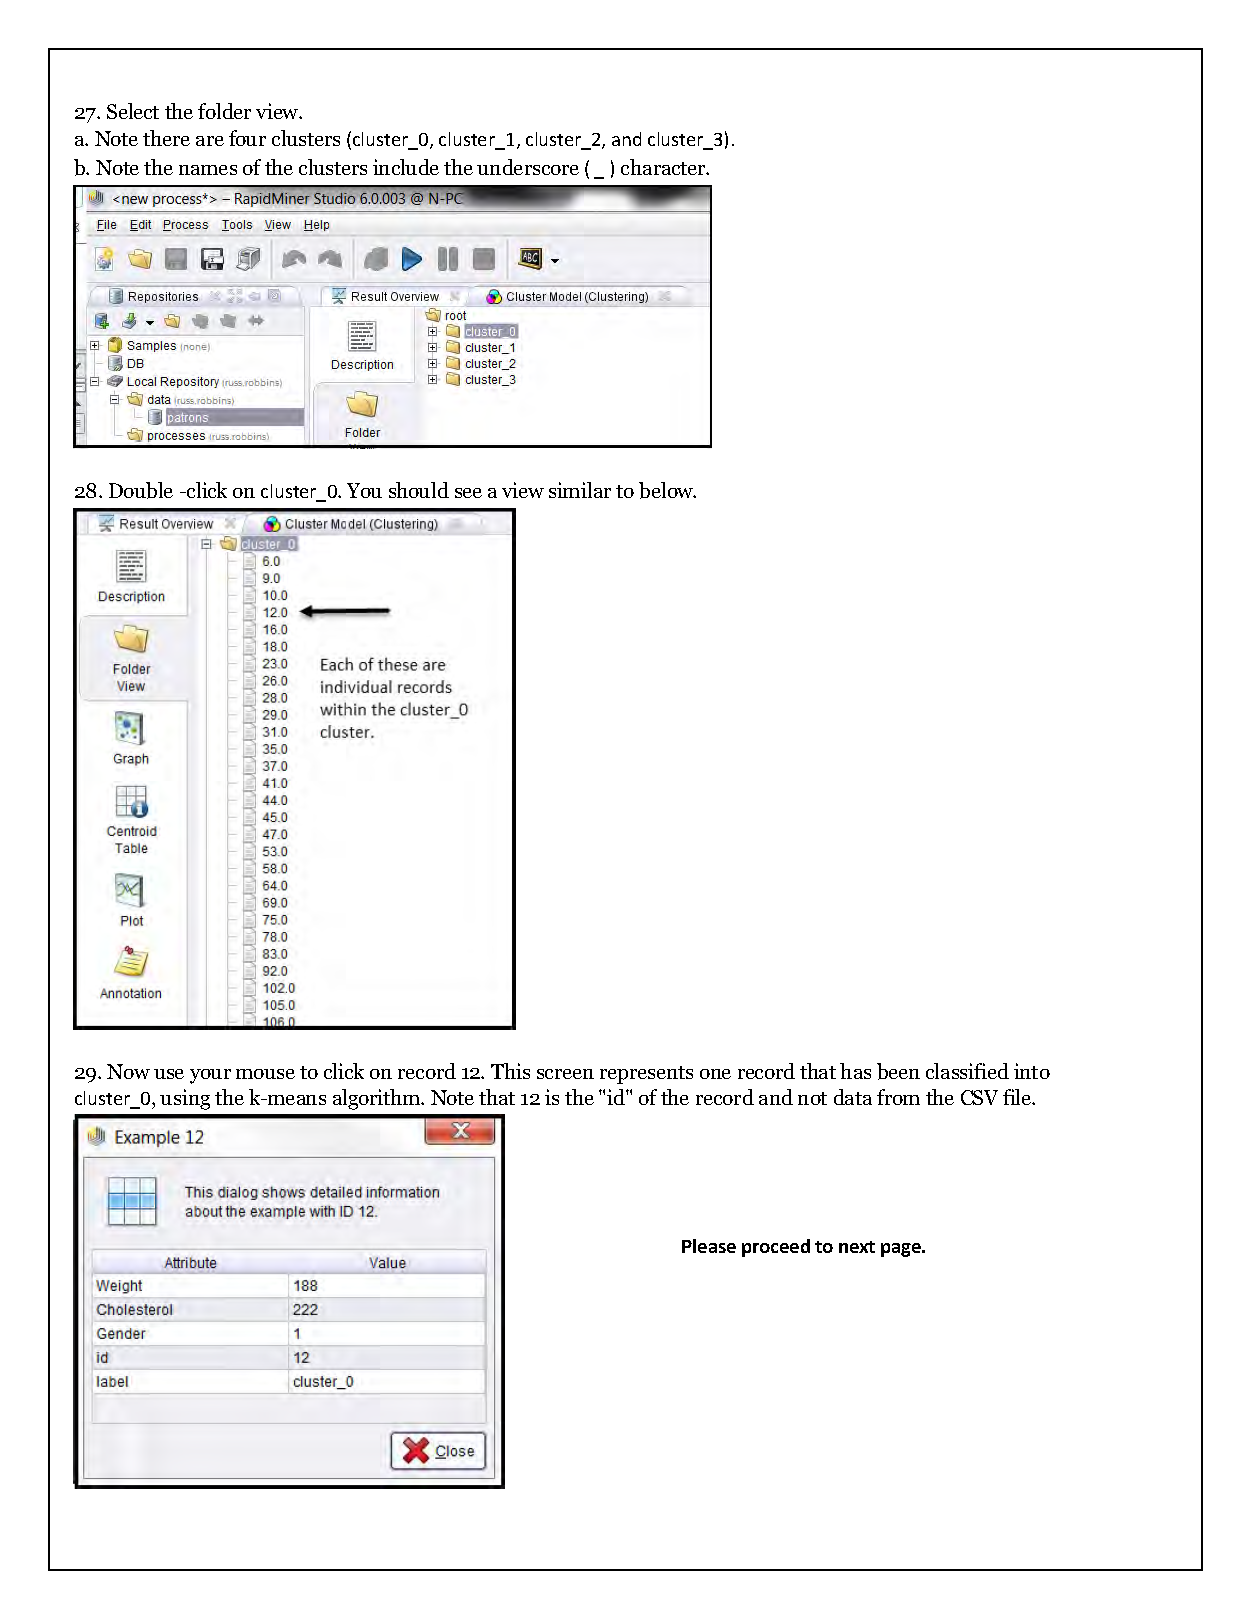 27. Select the folder view.
a. Note there are four clusters (cluster_0, cluster_1, cluster_2, and cluster_3).
b. Note the names of the clusters include the underscore ( _ ) character.
<new process*> – RapidMiner Studio 6.0.003 @ N-PC
File Edit Process Tools View Help
Repositories
Result Overview
Cluster Model (Clustering)
root
cluster_0
cluster_1
cluster_2
cluster_3
Samples (none)
DB
Local Repository (russ.robbins)
data (russ.robbins)
patrons
processes (russ.robbins)
Description
Folder
28. Double -click on cluster_0. You should see a view similar to below.
Result Overview
Cluster Model (Clustering)
Description
Folder
View
Graph
Centroid
Table
Plot
Annotation
cluster_0
6.0
9.0
10.0
12.0
16.0
18.0
23.0
26.0
28.0
29.0
31.0
35.0
37.0
41.0
44.0
45.0
47.0
53.0
58.0
64.0
69.0
75.0
78.0
83.0
92.0
102.0
105.0
106.0
Each of these are
individual records
within the cluster_0
cluster.
29. Now use your mouse to click on record 12. This screen represents one record that has been classified into
cluster_0, using the k-means algorithm. Note that 12 is the "id" of the record and not data from the CSV file.
Example 12
This dialog shows detailed information
about the example with ID 12.
Attribute Value
Weight 188
Cholesterol 222
Gender 1
id 12
label cluster_0
Close
Please proceed to next page.